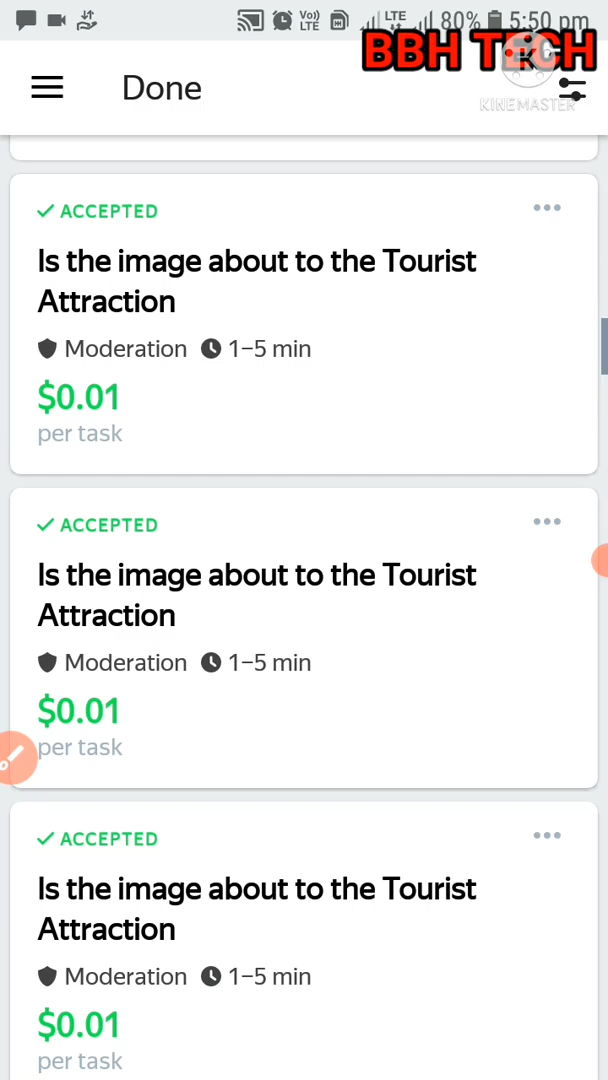 Vo)) LTE LTE 80% 5:50 pm
BBH TECH
Done
KINEMASTER
ACCEPTED
Is the image about to the Tourist
Attraction
Moderation 1–5 min
$0.01
per task
ACCEPTED
Is the image about to the Tourist
Attraction
Moderation 1–5 min
$0.01
per task
ACCEPTED
Is the image about to the Tourist
Attraction
Moderation 1–5 min
$0.01
per task